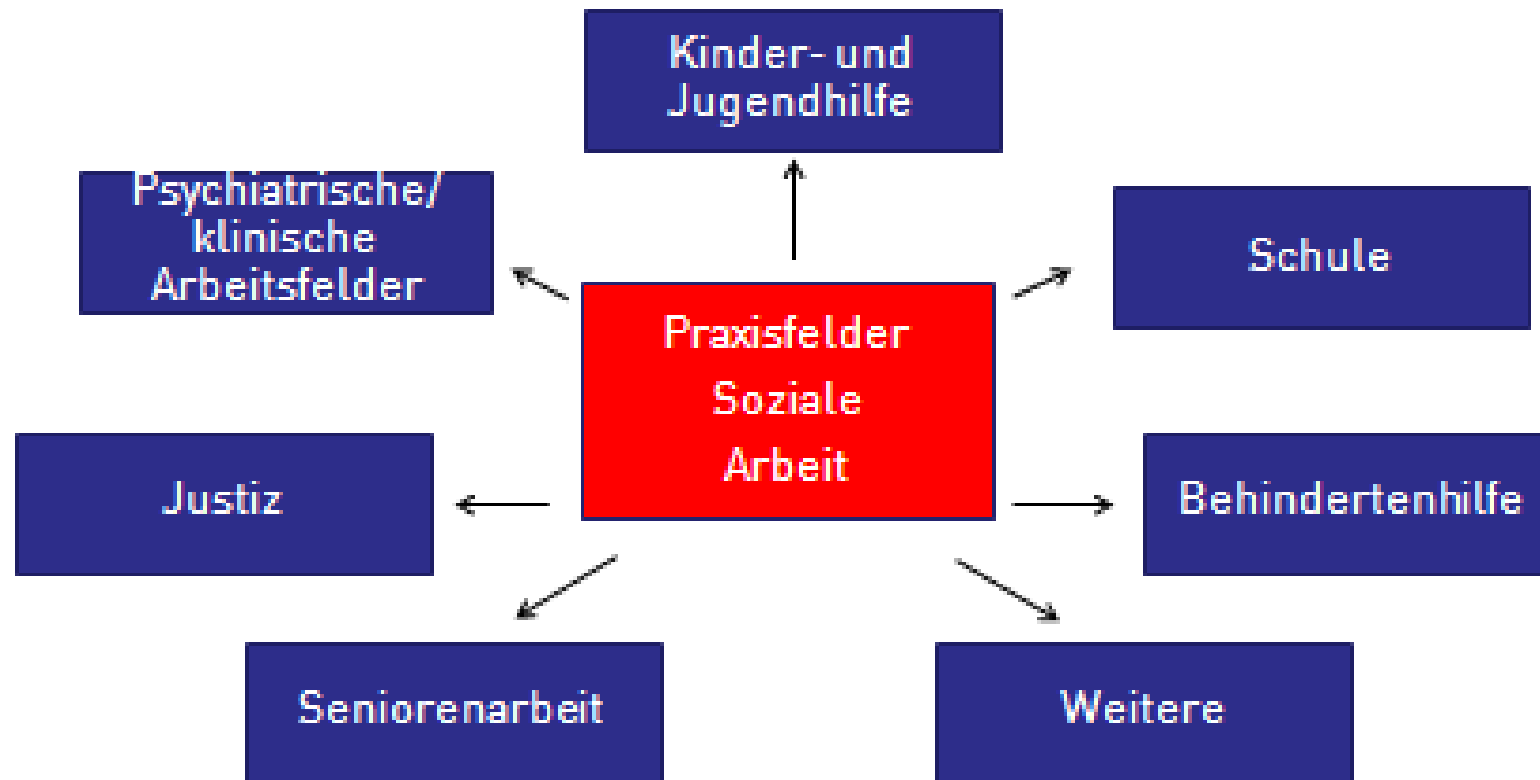 Kinder- und
Jugendhilfe
Psychiatrische/
klinische
Arbeitsfelder
Schule
Praxisfelder
Soziale
Arbeit
Justiz
Behindertenhilfe
Seniorenarbeit
Weitere